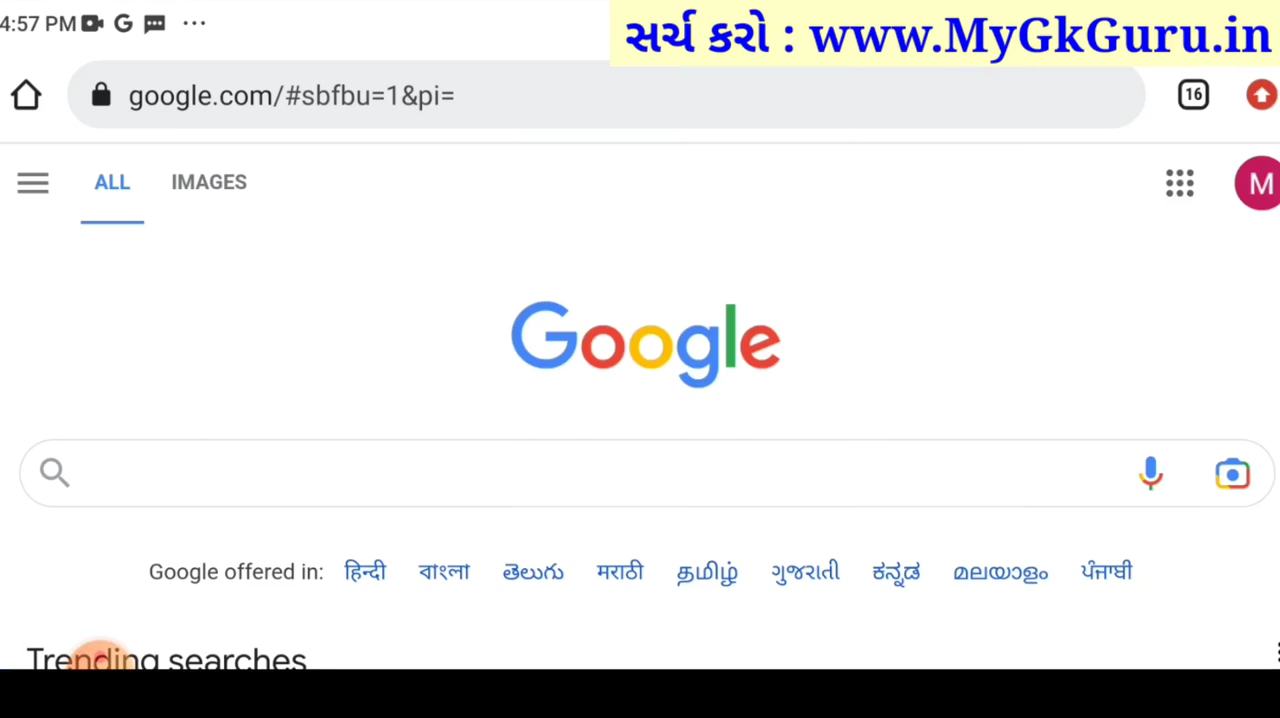 4:57 PM
સર્ચ કરો : www.MyGkGuru.in
google.com/#sbfbu=1&pi=
16
ALL IMAGES
M
Google
Google offered in: हिन्दी বাংলা తెలుగు मराठी தமிழ் ગુજરાતી ಕನ್ನಡ മലയാളം ਪੰਜਾਬੀ
Trending searches